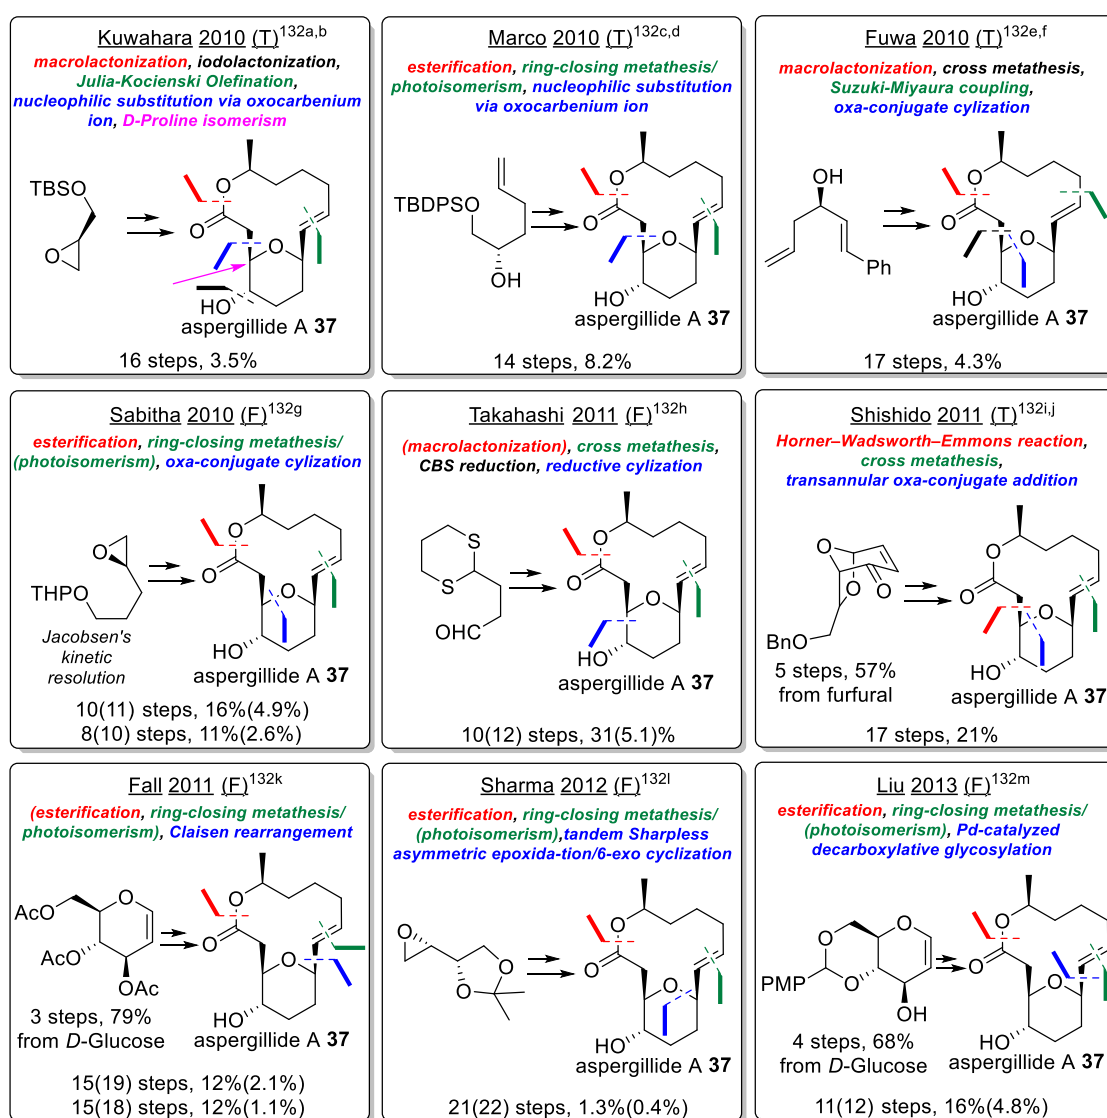 Kuwahara 2010 (T)132a,b
macrolactonization, iodolactonization,
Julia-Kocienski Olefination,
nucleophilic substitution via oxocarbenium
ion, D-Proline isomerism
TBSO
O
O
O
O
HO
aspergillide A 37
16 steps, 3.5%
Marco 2010 (T)132c,d
esterification, ring-closing metathesis/
photoisomerism, nucleophilic substitution
via oxocarbenium ion
TBDPSO
OH
O
O
O
HO
aspergillide A 37
14 steps, 8.2%
Fuwa 2010 (T)132e,f
macrolactonization, cross metathesis,
Suzuki-Miyaura coupling,
oxa-conjugate cylization
OH
Ph
O
O
O
HO
aspergillide A 37
17 steps, 4.3%
Sabitha 2010 (F)132g
esterification, ring-closing metathesis/
(photoisomerism), oxa-conjugate cylization
O
THPO
Jacobsen's
kinetic
resolution
O
O
O
HO
aspergillide A 37
10(11) steps, 16%(4.9%)
8(10) steps, 11%(2.6%)
Takahashi 2011 (F)132h
(macrolactonization), cross metathesis,
CBS reduction, reductive cylization
S
S
OHC
O
O
O
HO
aspergillide A 37
10(12) steps, 31(5.1)%
Shishido 2011 (T)132i,j
Horner–Wadsworth–Emmons reaction,
cross metathesis,
transannular oxa-conjugate addition
O
O
O
BnO
5 steps, 57%
from furfural
O
O
O
HO
aspergillide A 37
17 steps, 21%
Fall 2011 (F)132k
(esterification, ring-closing metathesis/
photoisomerism), Claisen rearrangement
AcO
O
AcO
OAc
3 steps, 79%
from D-Glucose
O
O
O
HO
aspergillide A 37
15(19) steps, 12%(2.1%)
15(18) steps, 12%(1.1%)
Sharma 2012 (F)132l
esterification, ring-closing metathesis/
(photoisomerism),tandem Sharpless
asymmetric epoxida-tion/6-exo cyclization
O
O
O
O
O
O
HO
aspergillide A 37
21(22) steps, 1.3%(0.4%)
Liu 2013 (F)132m
esterification, ring-closing metathesis/
(photoisomerism), Pd-catalyzed
decarboxylative glycosylation
O
O
PMP
O
OH
4 steps, 68%
from D-Glucose
O
O
O
HO
aspergillide A 37
11(12) steps, 16%(4.8%)